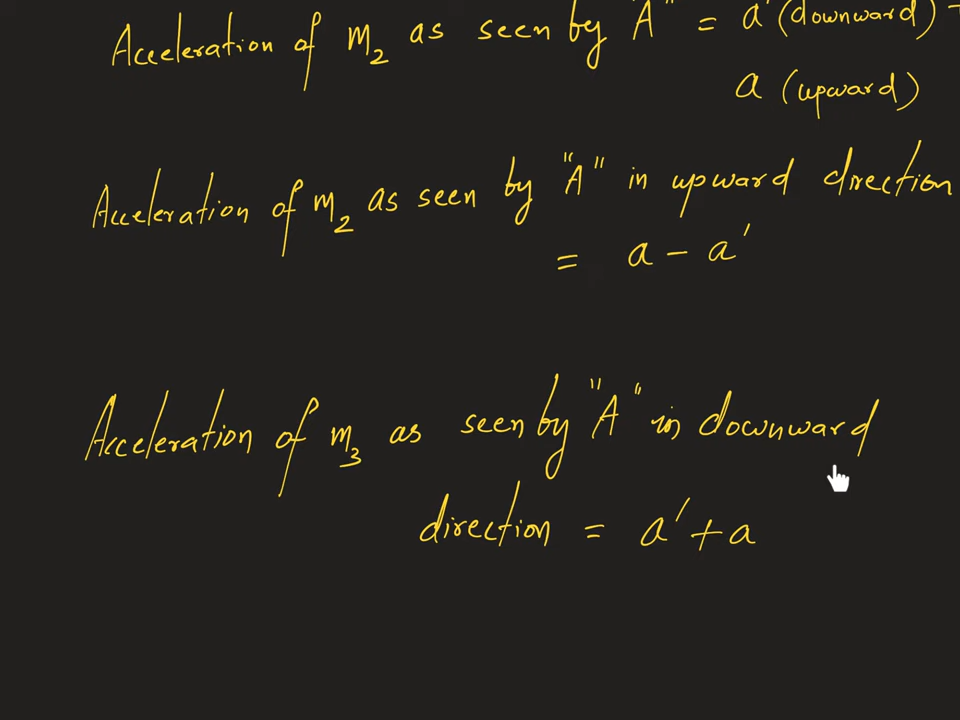 Acceleration of m₂ as seen by "A" = a' (downward) -
a (upward)
Acceleration of m₂ as seen by "A" in upward direction
= a - a'
Acceleration of m₃ as seen by "A" in downward
direction = a' + a